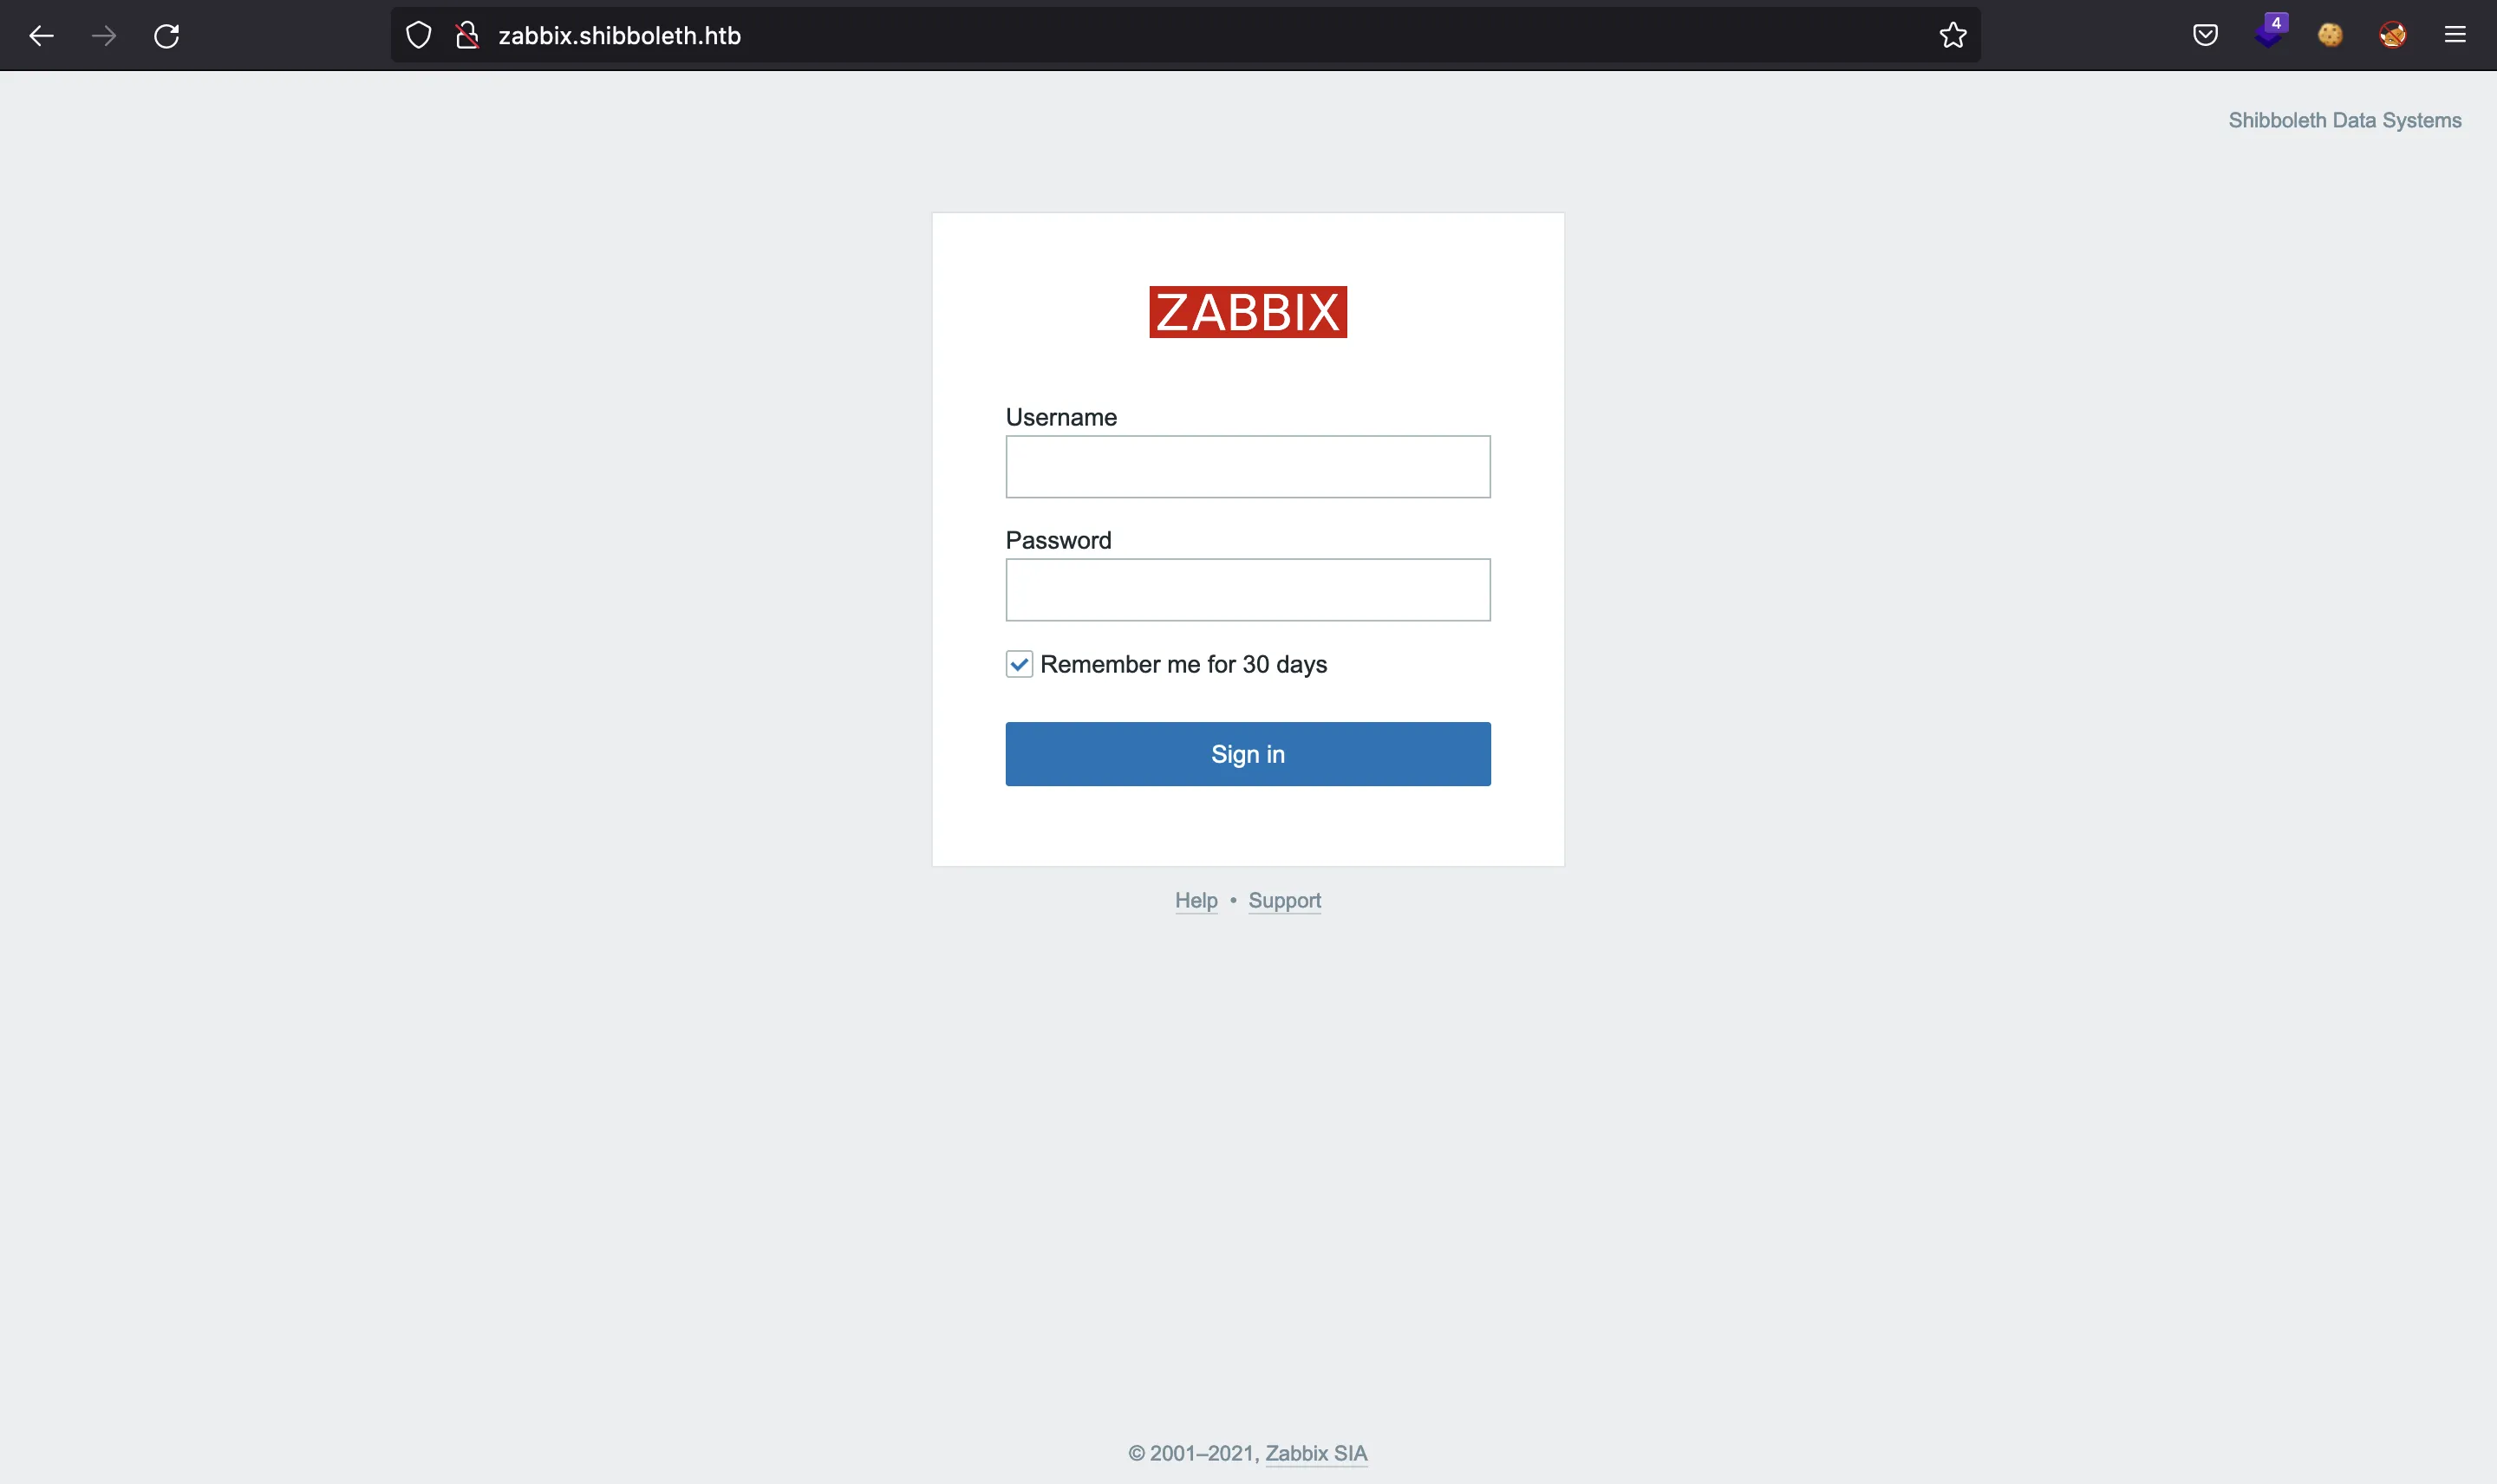 zabbix.shibboleth.htb
4
Shibboleth Data Systems
ZABBIX
Username
Password
Remember me for 30 days
Sign in
Help • Support
© 2001–2021, Zabbix SIA